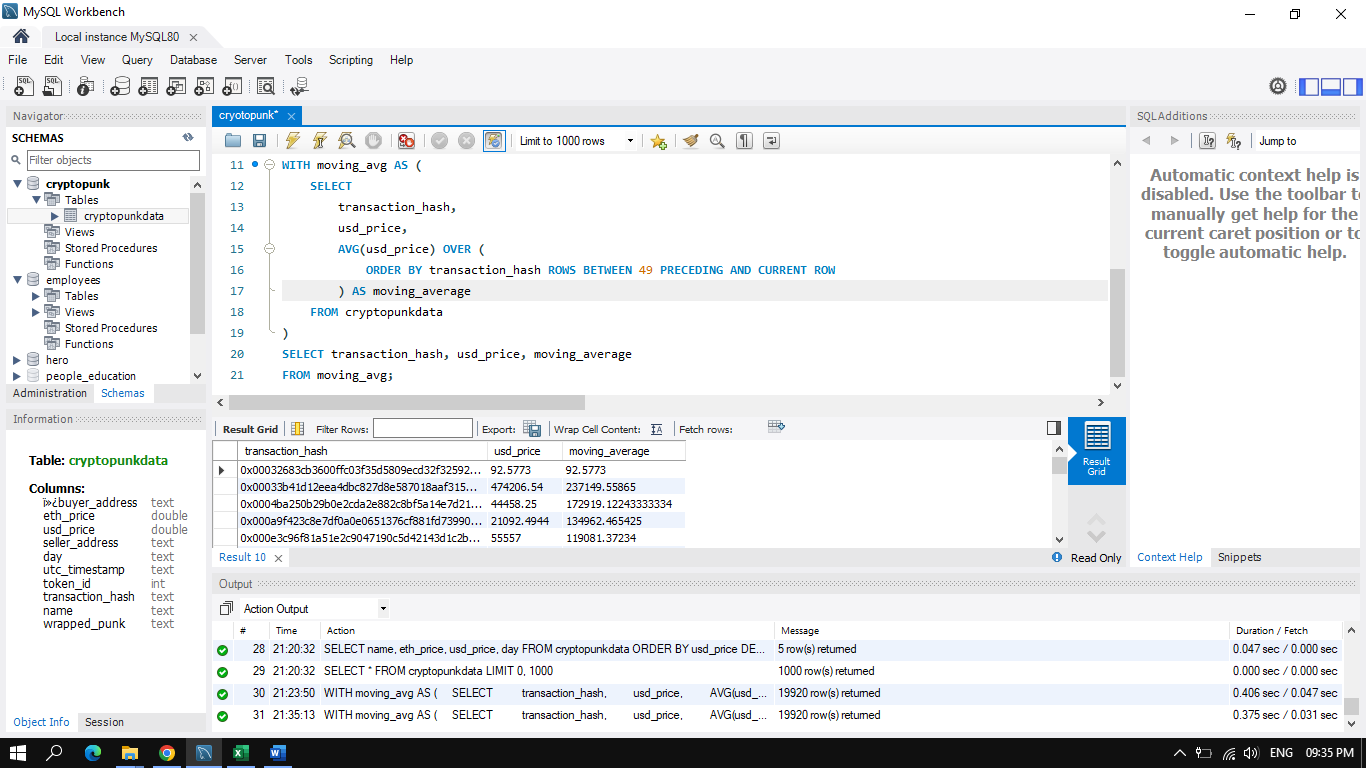 MySQL Workbench
Local instance MySQL80
File Edit View Query Database Server Tools Scripting Help
Navigator
SCHEMAS
Filter objects
cryptopunk
Tables
cryptopunkdata
Views
Stored Procedures
Functions
employees
Tables
Views
Stored Procedures
Functions
hero
people_education
Administration Schemas
Information
Table: cryptopunkdata
Columns:
ï»¿buyer_address text
eth_price double
usd_price double
seller_address text
day text
utc_timestamp text
token_id int
transaction_hash text
name text
wrapped_punk text
Object Info Session
cryotopunk*
Limit to 1000 rows
11 WITH moving_avg AS (
12 SELECT
13 transaction_hash,
14 usd_price,
15 AVG(usd_price) OVER (
16 ORDER BY transaction_hash ROWS BETWEEN 49 PRECEDING AND CURRENT ROW
17 ) AS moving_average
18 FROM cryptopunkdata
19 )
20 SELECT transaction_hash, usd_price, moving_average
21 FROM moving_avg;
Result Grid Filter Rows: Export: Wrap Cell Content: Fetch rows:
transaction_hash usd_price moving_average
0x00032683cb3600ffc03f35d5809ecd32f32592... 92.5773 92.5773
0x00033b41d12eea4dbc827d8e587018aaf315... 474206.54 237149.55865
0x0004ba250b29b0e2cda2e882c8bf5a14e7d21... 44458.25 172919.12243333334
0x000a9f423c8e7df0a0e0651376cf881fd73990... 21092.4944 134962.465425
0x000e3c96f81a51e2c9047190c5d42143d1c2b... 55557 119081.37234
Result Grid
Result 10
Read Only
SQLAdditions
Jump to
Automatic context help is
disabled. Use the toolbar to
manually get help for the
current caret position or to
toggle automatic help.
Context Help Snippets
Output
Action Output
# Time Action Message Duration / Fetch
28 21:20:32 SELECT name, eth_price, usd_price, day FROM cryptopunkdata ORDER BY usd_price DE... 5 row(s) returned 0.047 sec / 0.000 sec
29 21:20:32 SELECT * FROM cryptopunkdata LIMIT 0, 1000 1000 row(s) returned 0.000 sec / 0.000 sec
30 21:23:50 WITH moving_avg AS ( SELECT transaction_hash, usd_price, AVG(usd_... 19920 row(s) returned 0.406 sec / 0.047 sec
31 21:35:13 WITH moving_avg AS ( SELECT transaction_hash, usd_price, AVG(usd_... 19920 row(s) returned 0.375 sec / 0.031 sec
ENG 09:35 PM